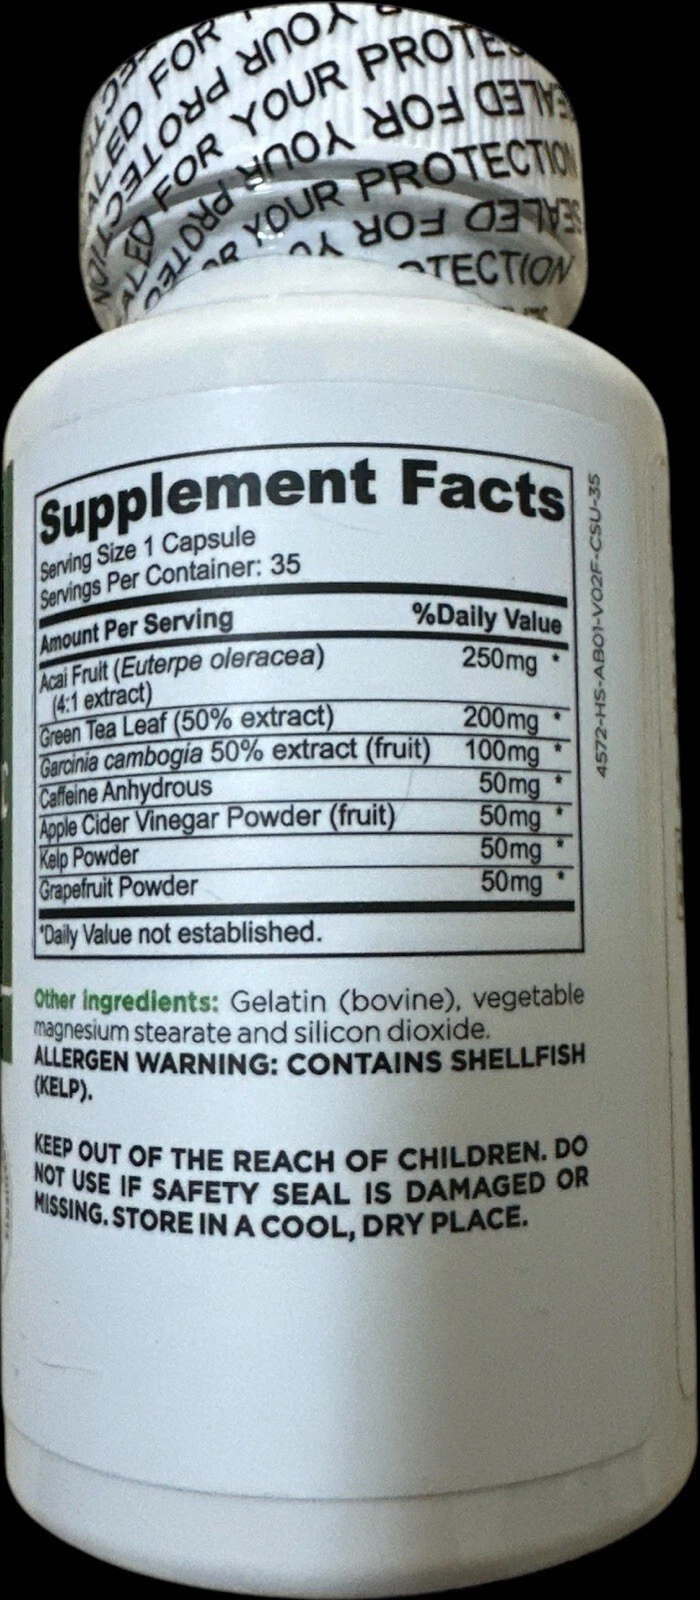 SEALED FOR YOUR PROTECTION
Supplement Facts
Serving Size 1 Capsule
Servings Per Container: 35
Amount Per Serving %Daily Value
Acai Fruit (Euterpe oleracea) 250mg *
(4:1 extract)
Green Tea Leaf (50% extract) 200mg *
Garcinia cambogia 50% extract (fruit) 100mg *
Caffeine Anhydrous 50mg *
Apple Cider Vinegar Powder (fruit) 50mg *
Kelp Powder 50mg *
Grapefruit Powder 50mg *
*Daily Value not established.
4572-HS-AB01-V02F-CSU-35
Other Ingredients: Gelatin (bovine), vegetable
magnesium stearate and silicon dioxide.
ALLERGEN WARNING: CONTAINS SHELLFISH
(KELP).
KEEP OUT OF THE REACH OF CHILDREN. DO
NOT USE IF SAFETY SEAL IS DAMAGED OR
MISSING. STORE IN A COOL, DRY PLACE.